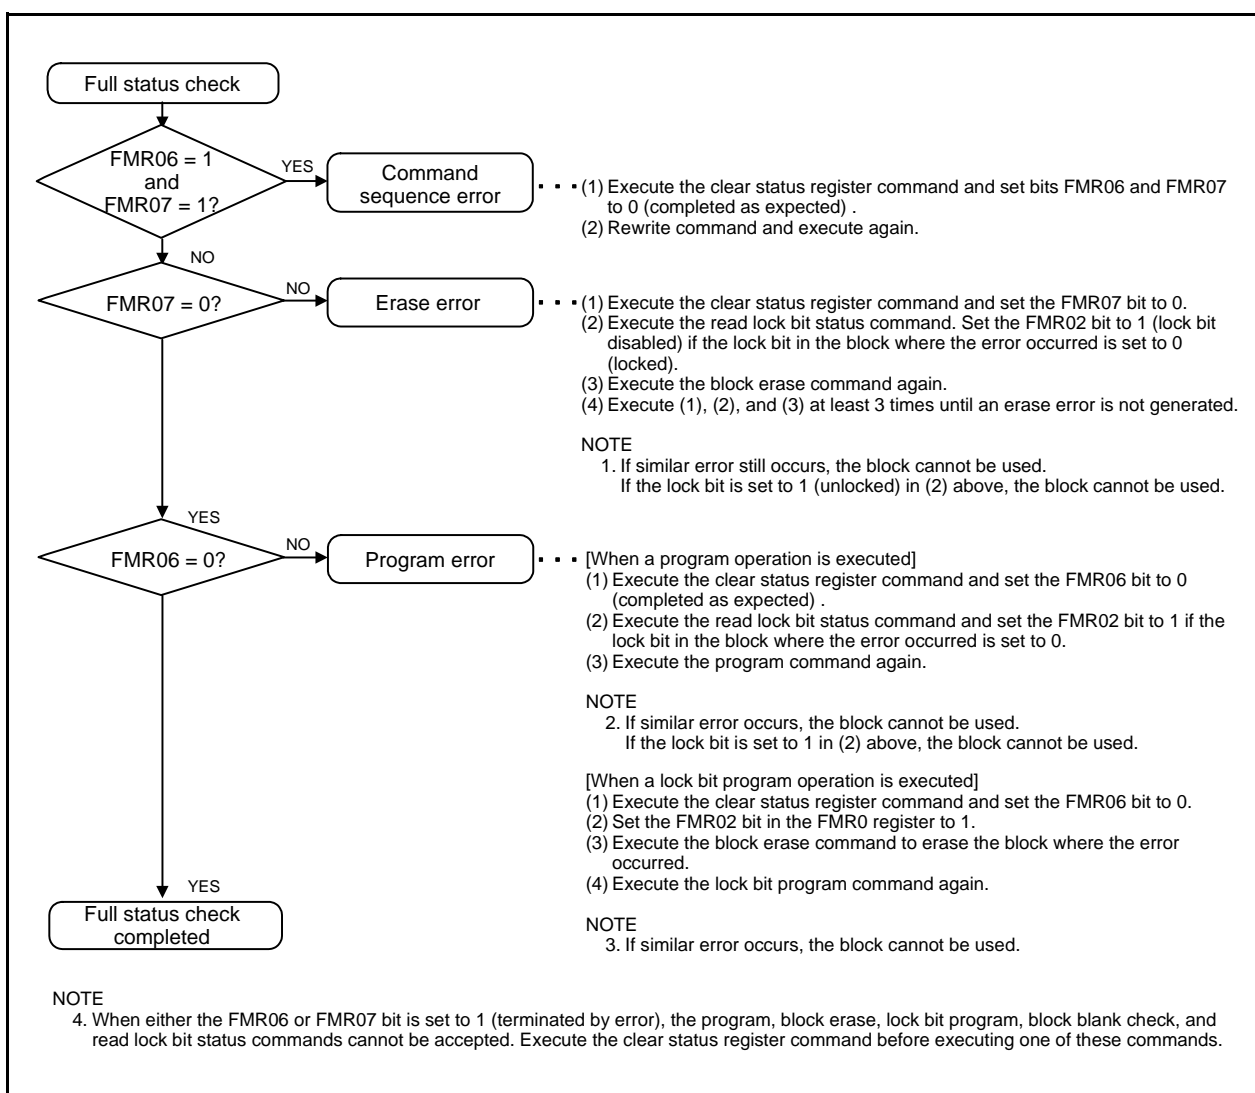 Full status check
FMR06 = 1
and
FMR07 = 1?
YES
Command
sequence error
(1) Execute the clear status register command and set bits FMR06 and FMR07
to 0 (completed as expected) .
(2) Rewrite command and execute again.
NO
FMR07 = 0?
NO
Erase error
(1) Execute the clear status register command and set the FMR07 bit to 0.
(2) Execute the read lock bit status command. Set the FMR02 bit to 1 (lock bit
disabled) if the lock bit in the block where the error occurred is set to 0
(locked).
(3) Execute the block erase command again.
(4) Execute (1), (2), and (3) at least 3 times until an erase error is not generated.
NOTE
1. If similar error still occurs, the block cannot be used.
If the lock bit is set to 1 (unlocked) in (2) above, the block cannot be used.
YES
FMR06 = 0?
NO
Program error
[When a program operation is executed]
(1) Execute the clear status register command and set the FMR06 bit to 0
(completed as expected) .
(2) Execute the read lock bit status command and set the FMR02 bit to 1 if the
lock bit in the block where the error occurred is set to 0.
(3) Execute the program command again.
NOTE
2. If similar error occurs, the block cannot be used.
If the lock bit is set to 1 in (2) above, the block cannot be used.
[When a lock bit program operation is executed]
(1) Execute the clear status register command and set the FMR06 bit to 0.
(2) Set the FMR02 bit in the FMR0 register to 1.
(3) Execute the block erase command to erase the block where the error
occurred.
(4) Execute the lock bit program command again.
NOTE
3. If similar error occurs, the block cannot be used.
YES
Full status check
completed
NOTE
4. When either the FMR06 or FMR07 bit is set to 1 (terminated by error), the program, block erase, lock bit program, block blank check, and
read lock bit status commands cannot be accepted. Execute the clear status register command before executing one of these commands.